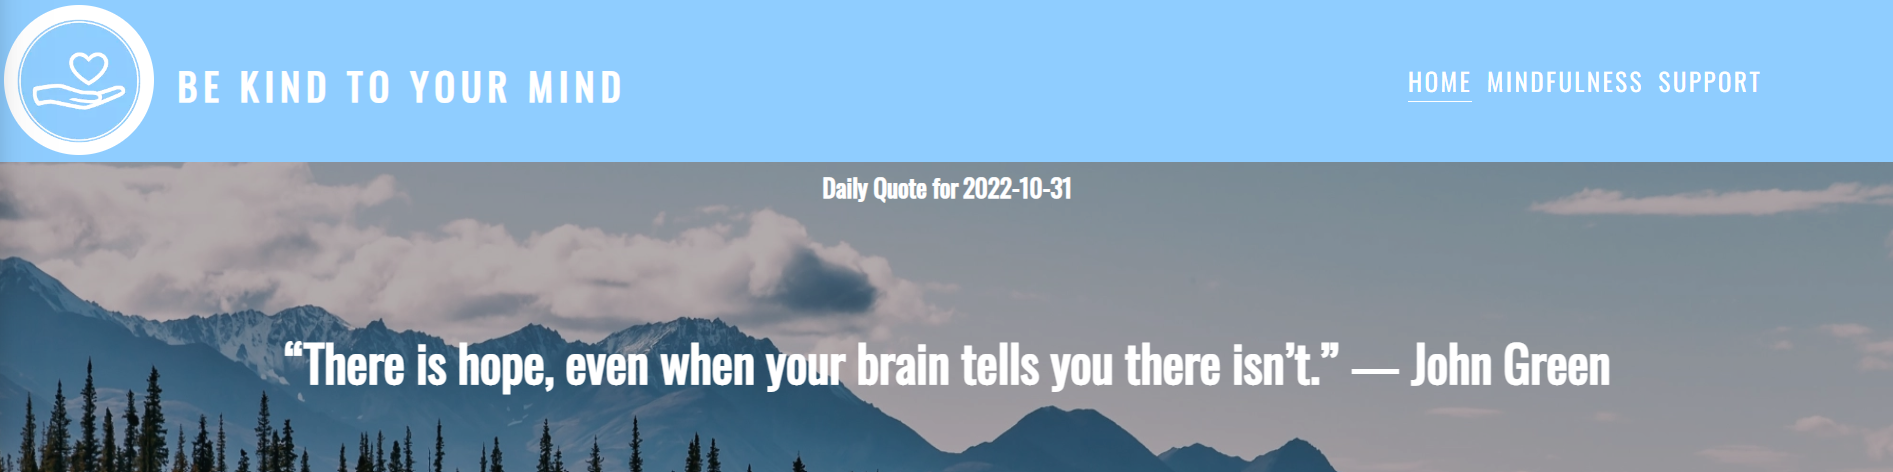 BE KIND TO YOUR MIND
HOME MINDFULNESS SUPPORT
Daily Quote for 2022-10-31
“There is hope, even when your brain tells you there isn’t.” — John Green